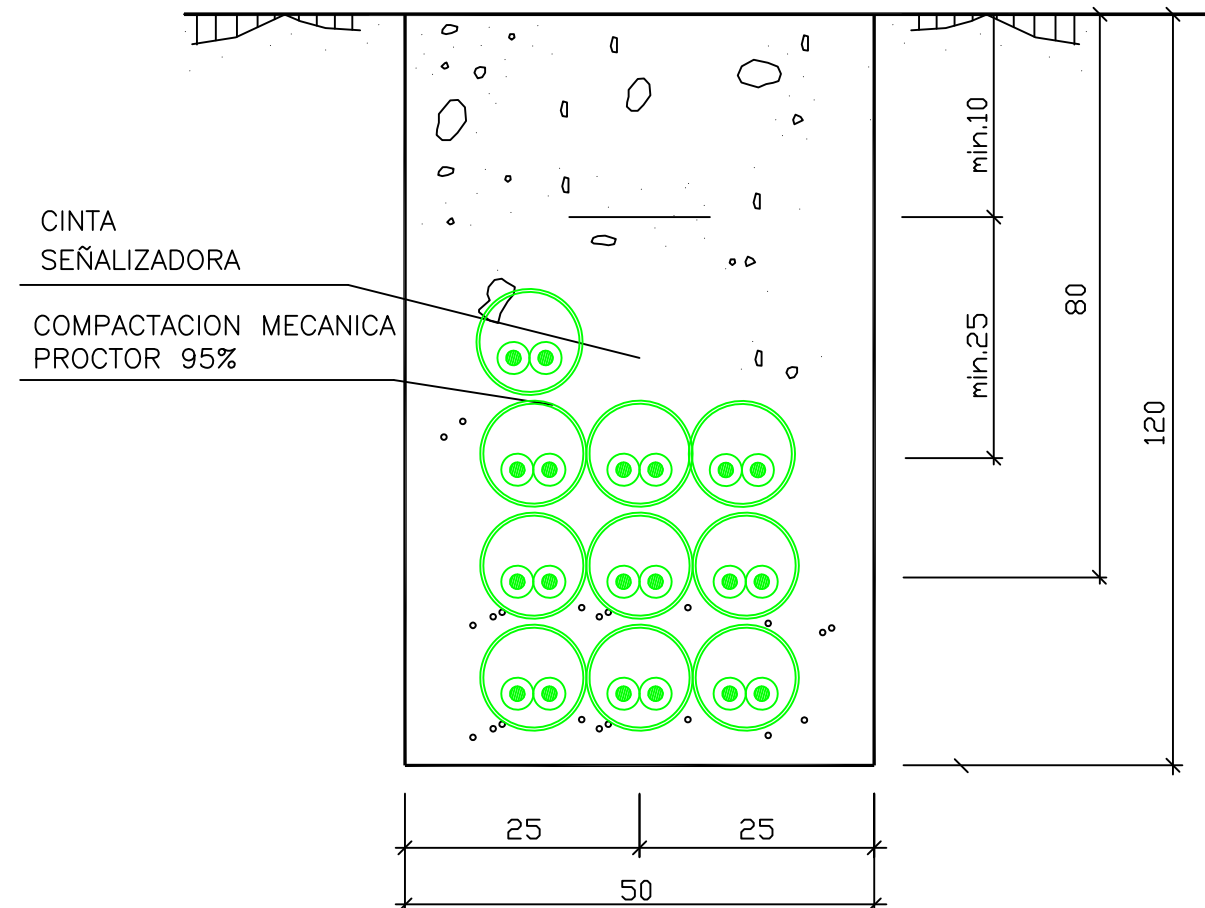 min.10
CINTA
SEÑALIZADORA
80
COMPACTACION MECANICA
PROCTOR 95%
min.25
120
25
25
50